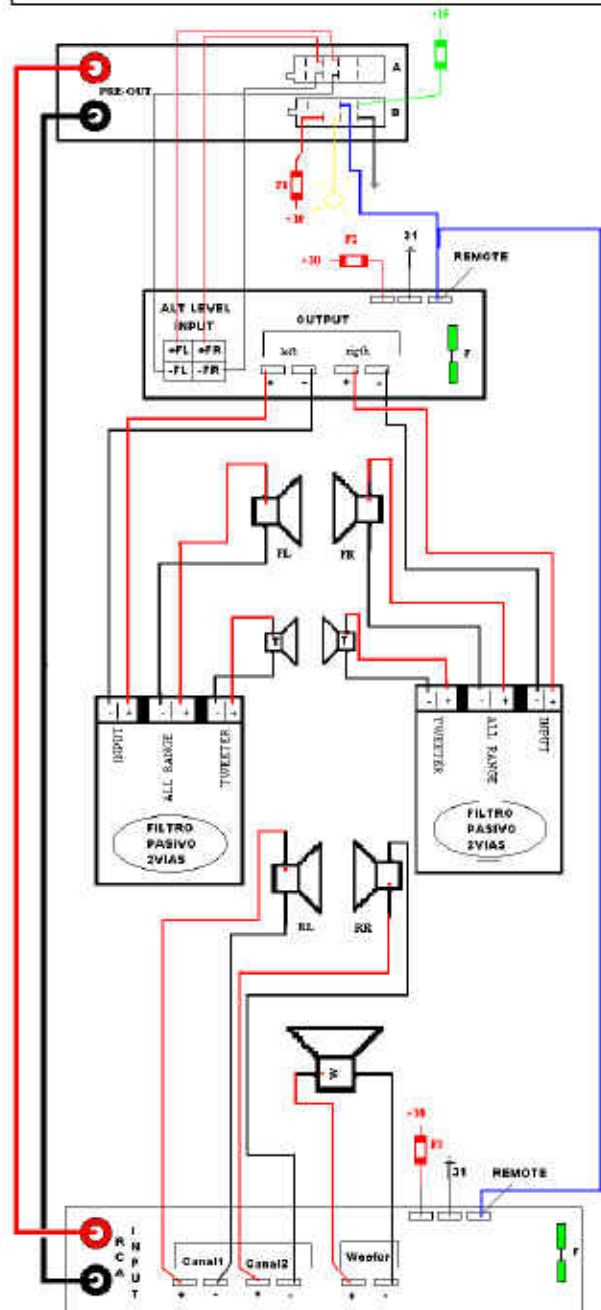 +15
A
PRE-OUT
B
F1
+30
F2
+30
31
REMOTE
ALT LEVEL
INPUT
OUTPUT
+FL +FR
-FL -FR
left
rigth
F
+ - + -
FL
FR
T
T
- + - + - +
INPUT
ALL RANGE
TWEETER
FILTRO
PASIVO
2VIAS
- + - + - +
TWEETER
ALL RANGE
INPUT
FILTRO
PASIVO
2VIAS
RL
RR
W
+30
31
REMOTE
RCA
INPUT
Canal1
Canal2
F
+ - + - + -